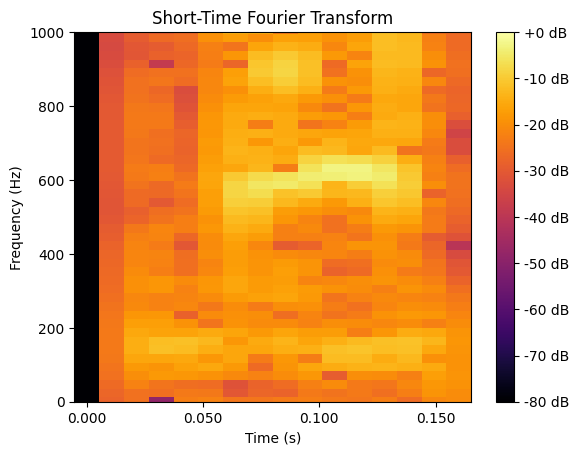 Short-Time Fourier Transform
1000
800
600
400
200
0
Frequency (Hz)
0.000
0.050
0.100
0.150
Time (s)
+0 dB
-10 dB
-20 dB
-30 dB
-40 dB
-50 dB
-60 dB
-70 dB
-80 dB